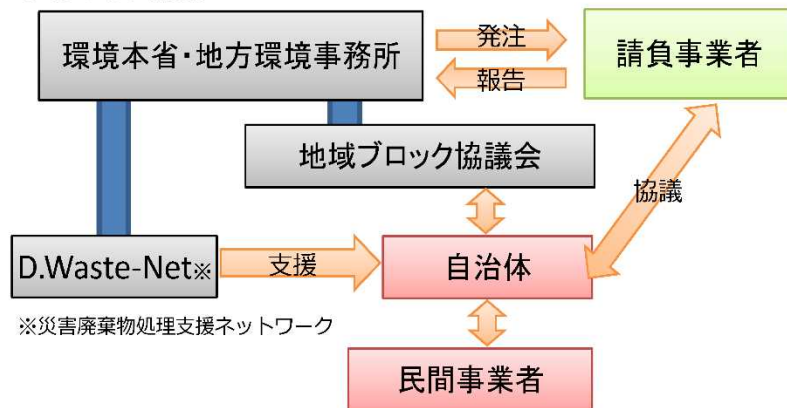 環境本省・地方環境事務所
発注
報告
請負事業者
地域ブロック協議会
協議
D.Waste-Net※
支援
自治体
※災害廃棄物処理支援ネットワーク
民間事業者